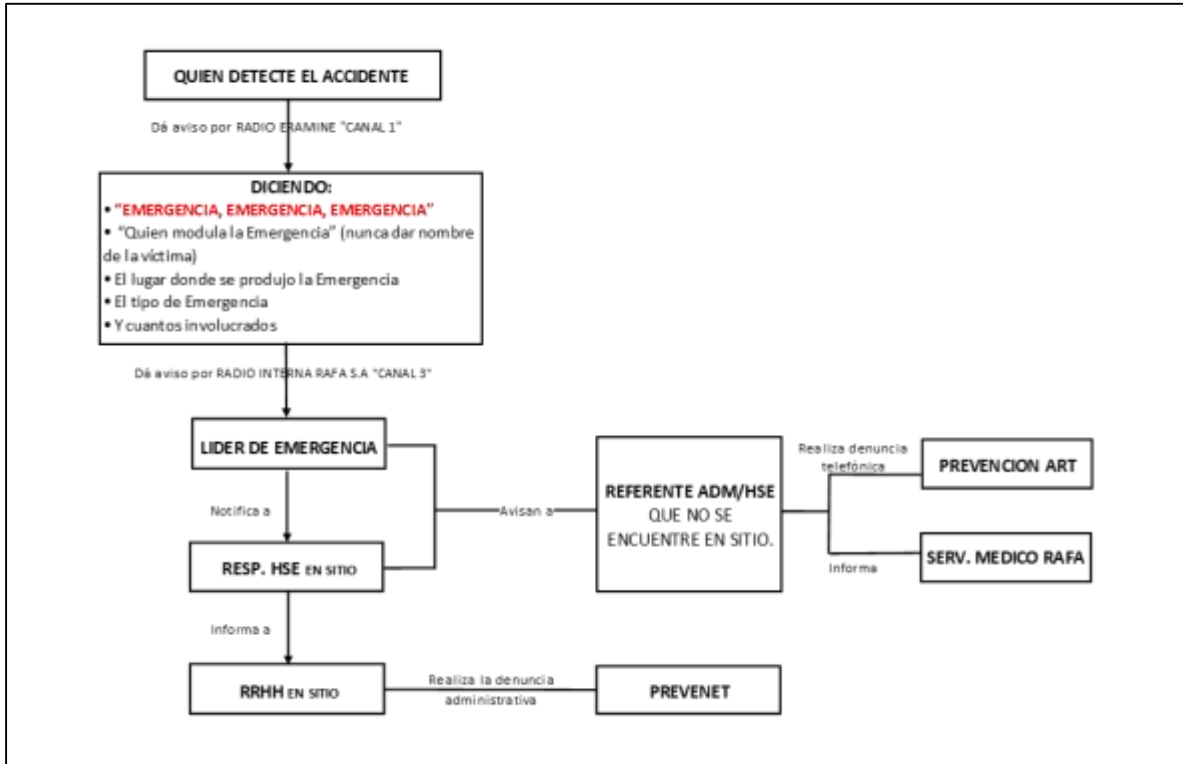 QUIEN DETECTE EL ACCIDENTE
Dá aviso por RADIO ERAMINE "CANAL 1"
DICIENDO:
• "EMERGENCIA, EMERGENCIA, EMERGENCIA"
• "Quien modula la Emergencia" (nunca dar nombre
de la víctima)
• El lugar donde se produjo la Emergencia
• El tipo de Emergencia
• Y cuantos involucrados
Dá aviso por RADIO INTERNA RAFA S.A "CANAL 3"
LIDER DE EMERGENCIA
Notifica a
RESP. HSE EN SITIO
Avisan a
REFERENTE ADM/HSE
QUE NO SE
ENCUENTRE EN SITIO.
Realiza denuncia
telefónica
PREVENCION ART
Informa
SERV. MEDICO RAFA
Informa a
RRHH EN SITIO
Realiza la denuncia
administrativa
PREVENET